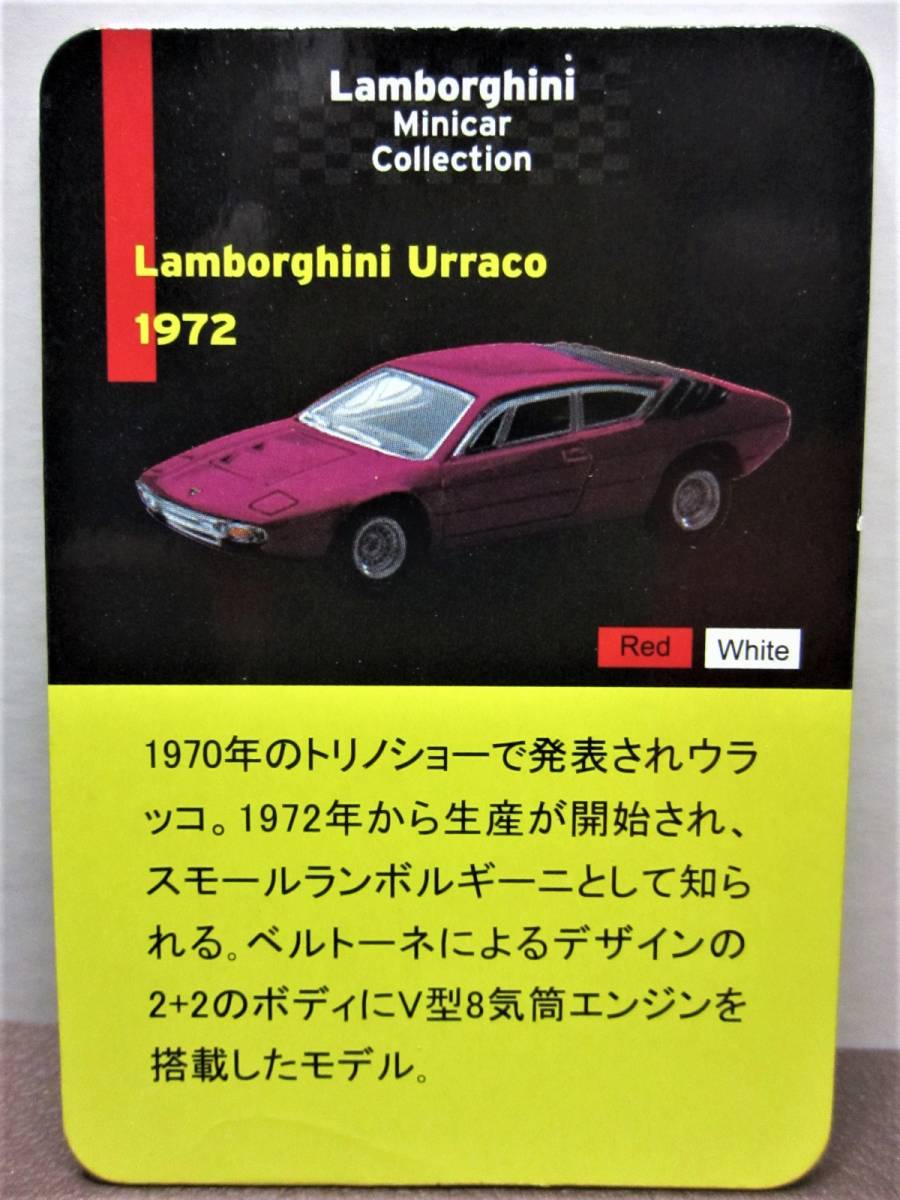 Lamborghini
Minicar
Collection
Lamborghini Urraco
1972
Red
White
1970年のトリノショーで発表されウラ
ッコ。1972年から生産が開始され、
スモールランボルギーニとして知ら
れる。ベルトーネによるデザインの
2+2のボディにV型8気筒エンジンを
搭載したモデル。